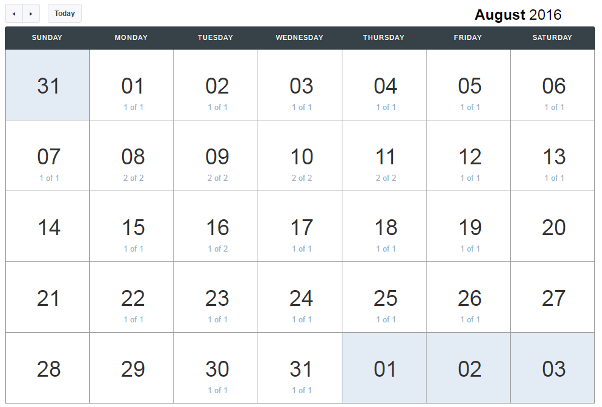 Today
August 2016
SUNDAY MONDAY TUESDAY WEDNESDAY THURSDAY FRIDAY SATURDAY
31 01 02 03 04 05 06
1 of 1 1 of 1 1 of 1 1 of 1 1 of 1 1 of 1
07 08 09 10 11 12 13
1 of 1 2 of 2 2 of 2 2 of 2 2 of 2 1 of 1 1 of 1
14 15 16 17 18 19 20
1 of 1 1 of 2 1 of 1 1 of 1 1 of 1
21 22 23 24 25 26 27
1 of 1 1 of 1 1 of 1 1 of 1 1 of 1
28 29 30 31 01 02 03
1 of 1 1 of 1